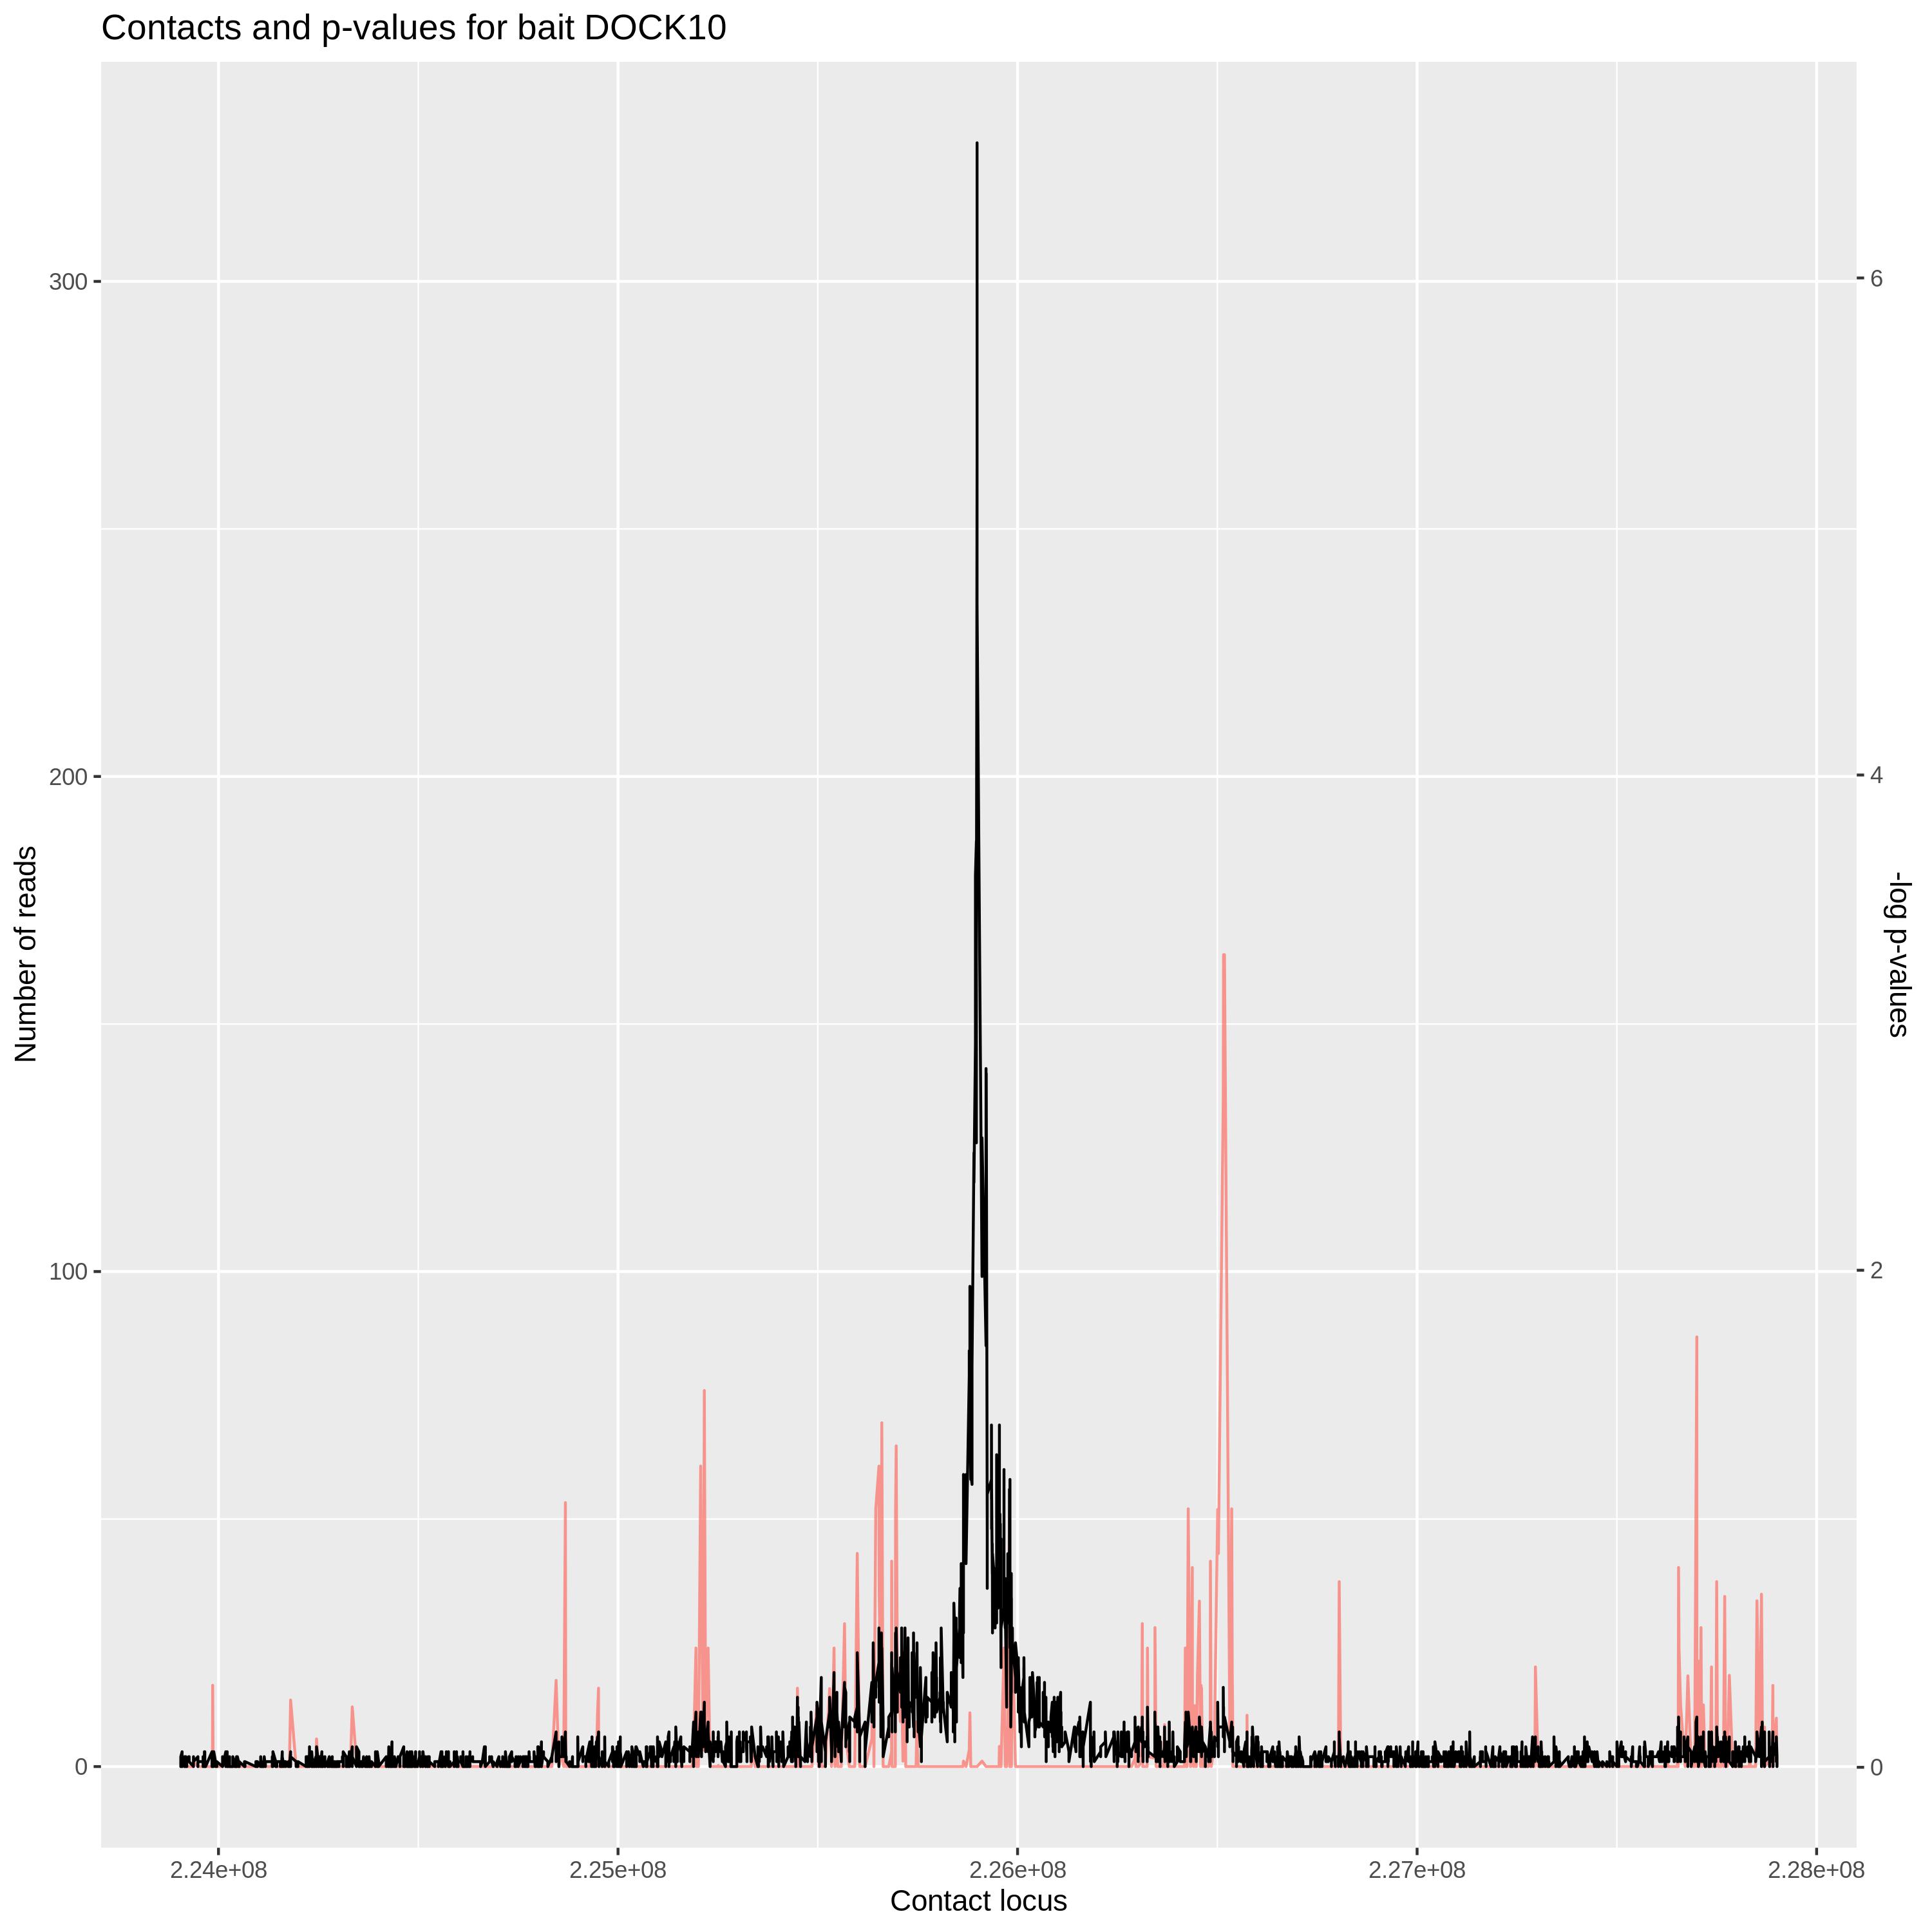 Contacts and p-values for bait DOCK10
Number of reads
300
200
100
0
6
4
2
0
-log p-values
2.24e+08
2.25e+08
2.26e+08
2.27e+08
2.28e+08
Contact locus